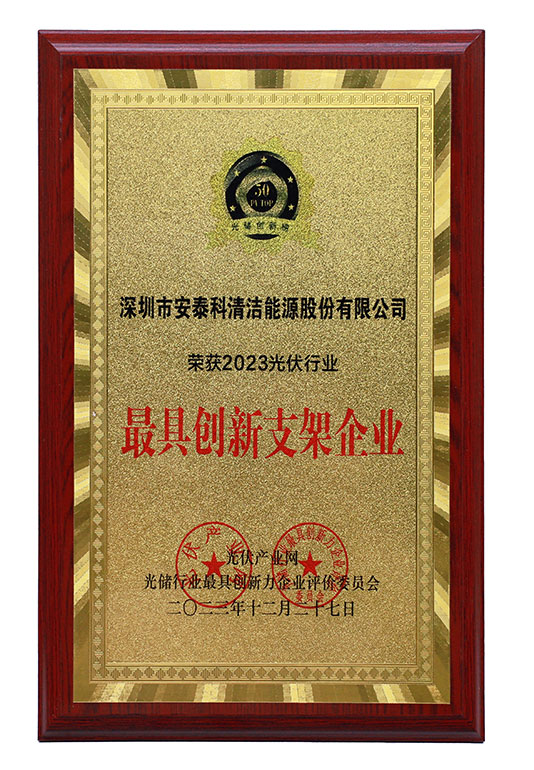 50
PV TOP
光储创新榜
深圳市安泰科清洁能源股份有限公司
荣获2023光伏行业
最具创新支架企业
光伏产业网
光储行业最具创新力企业评价委员会
二〇二三年十二月二十七日